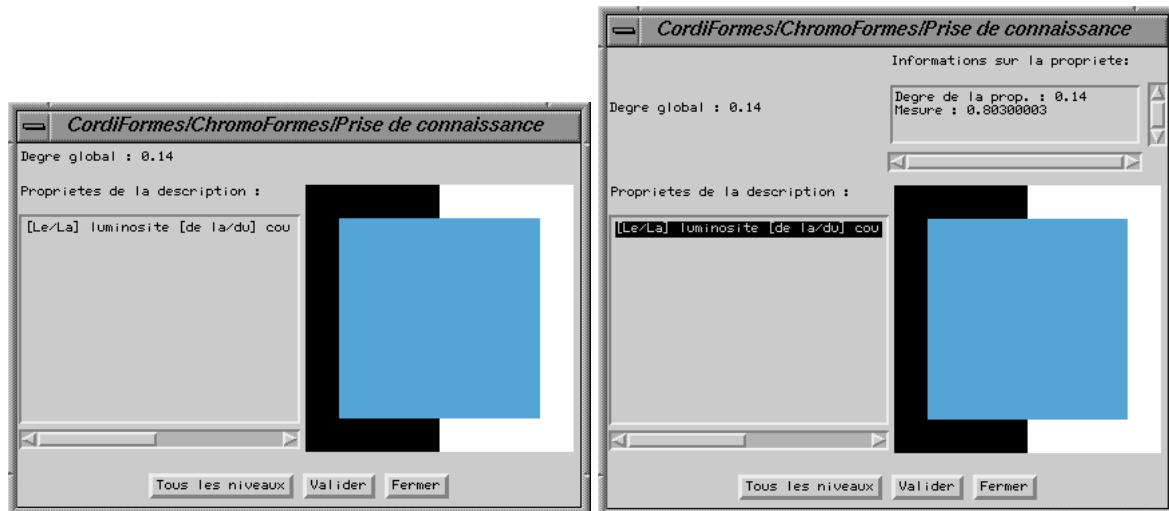 CordiFormes/ChromoFormes/Prise de connaissance
Degre global : 0.14
Proprietes de la description :
[Le/La] luminosite [de la/du] cou
Tous les niveaux
Valider
Fermer
CordiFormes/ChromoFormes/Prise de connaissance
Informations sur la propriete:
Degre global : 0.14
Degre de la prop. : 0.14
Mesure : 0.80300003
Proprietes de la description :
[Le/La] luminosite [de la/du] cou
Tous les niveaux
Valider
Fermer